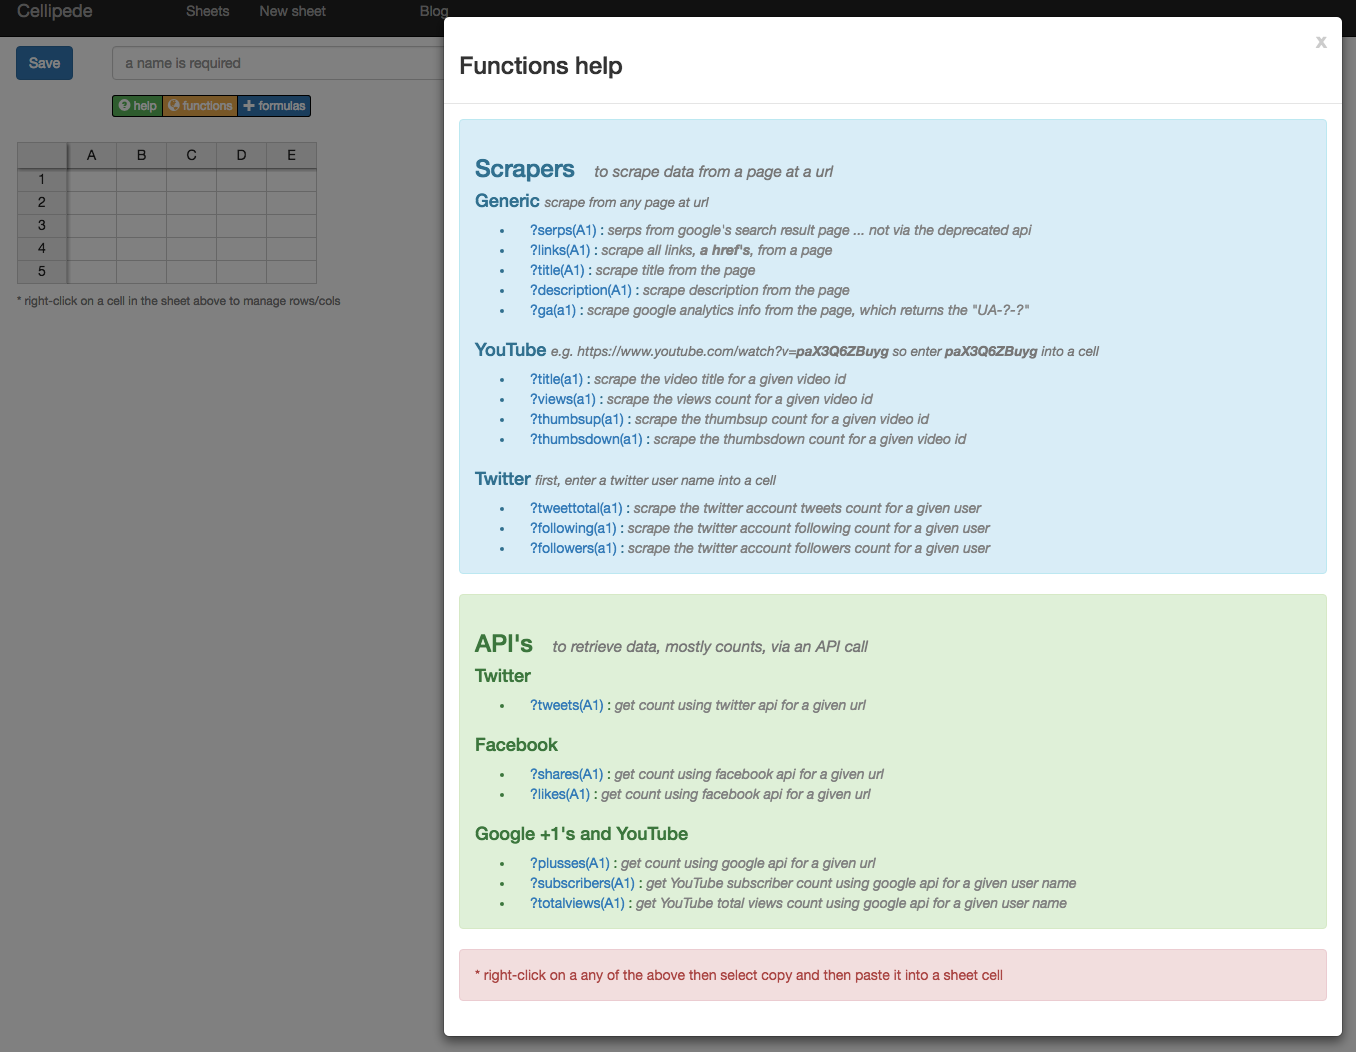 Cellipede Sheets New sheet Blog
Save a name is required
help functions formulas
A B C D E
1
2
3
4
5
* right-click on a cell in the sheet above to manage rows/cols
x
Functions help
Scrapers to scrape data from a page at a url
Generic scrape from any page at url
• ?serps(A1) : serps from google's search result page ... not via the deprecated api
• ?links(A1) : scrape all links, a href's, from a page
• ?title(A1) : scrape title from the page
• ?description(A1) : scrape description from the page
• ?ga(a1) : scrape google analytics info from the page, which returns the "UA-?-?"
YouTube e.g. https://www.youtube.com/watch?v=paX3Q6ZBuyg so enter paX3Q6ZBuyg into a cell
• ?title(a1) : scrape the video title for a given video id
• ?views(a1) : scrape the views count for a given video id
• ?thumbsup(a1) : scrape the thumbsup count for a given video id
• ?thumbsdown(a1) : scrape the thumbsdown count for a given video id
Twitter first, enter a twitter user name into a cell
• ?tweettotal(a1) : scrape the twitter account tweets count for a given user
• ?following(a1) : scrape the twitter account following count for a given user
• ?followers(a1) : scrape the twitter account followers count for a given user
API's to retrieve data, mostly counts, via an API call
Twitter
• ?tweets(A1) : get count using twitter api for a given url
Facebook
• ?shares(A1) : get count using facebook api for a given url
• ?likes(A1) : get count using facebook api for a given url
Google +1's and YouTube
• ?plusses(A1) : get count using google api for a given url
• ?subscribers(A1) : get YouTube subscriber count using google api for a given user name
• ?totalviews(A1) : get YouTube total views count using google api for a given user name
* right-click on a any of the above then select copy and then paste it into a sheet cell